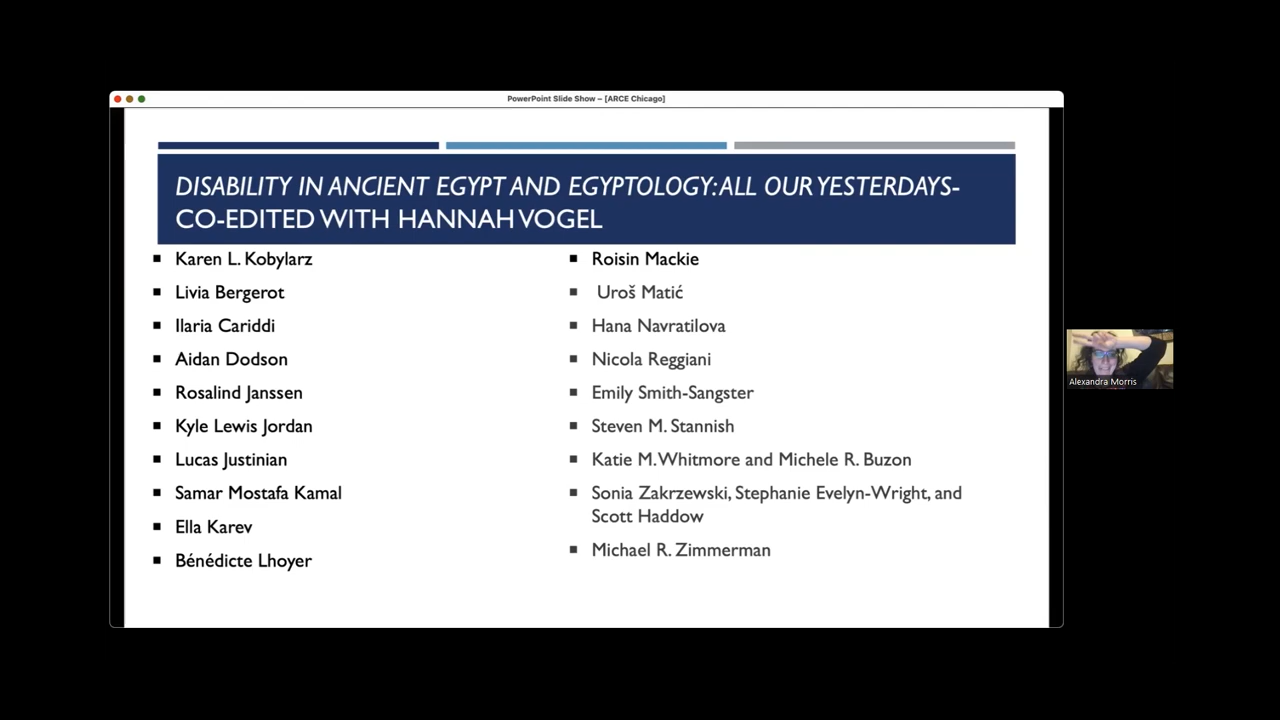 PowerPoint Slide Show – [ARCE Chicago]
DISABILITY IN ANCIENT EGYPT AND EGYPTOLOGY: ALL OUR YESTERDAYS-
CO-EDITED WITH HANNAH VOGEL
Karen L. Kobylarz
Livia Bergerot
Ilaria Cariddi
Aidan Dodson
Rosalind Janssen
Kyle Lewis Jordan
Lucas Justinian
Samar Mostafa Kamal
Ella Karev
Bénédicte Lhoyer
Roisin Mackie
Uroš Matić
Hana Navratilova
Nicola Reggiani
Emily Smith-Sangster
Steven M. Stannish
Katie M. Whitmore and Michele R. Buzon
Sonia Zakrzewski, Stephanie Evelyn-Wright, and
Scott Haddow
Michael R. Zimmerman
Alexandra Morris